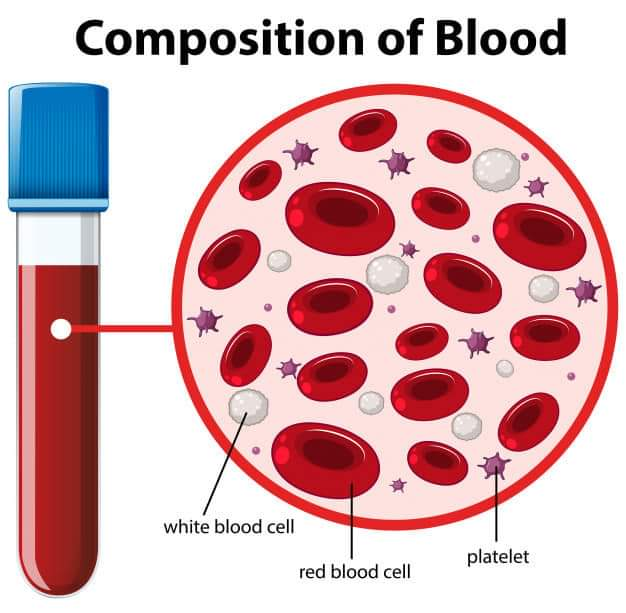 Composition of Blood
white blood cell
red blood cell
platelet